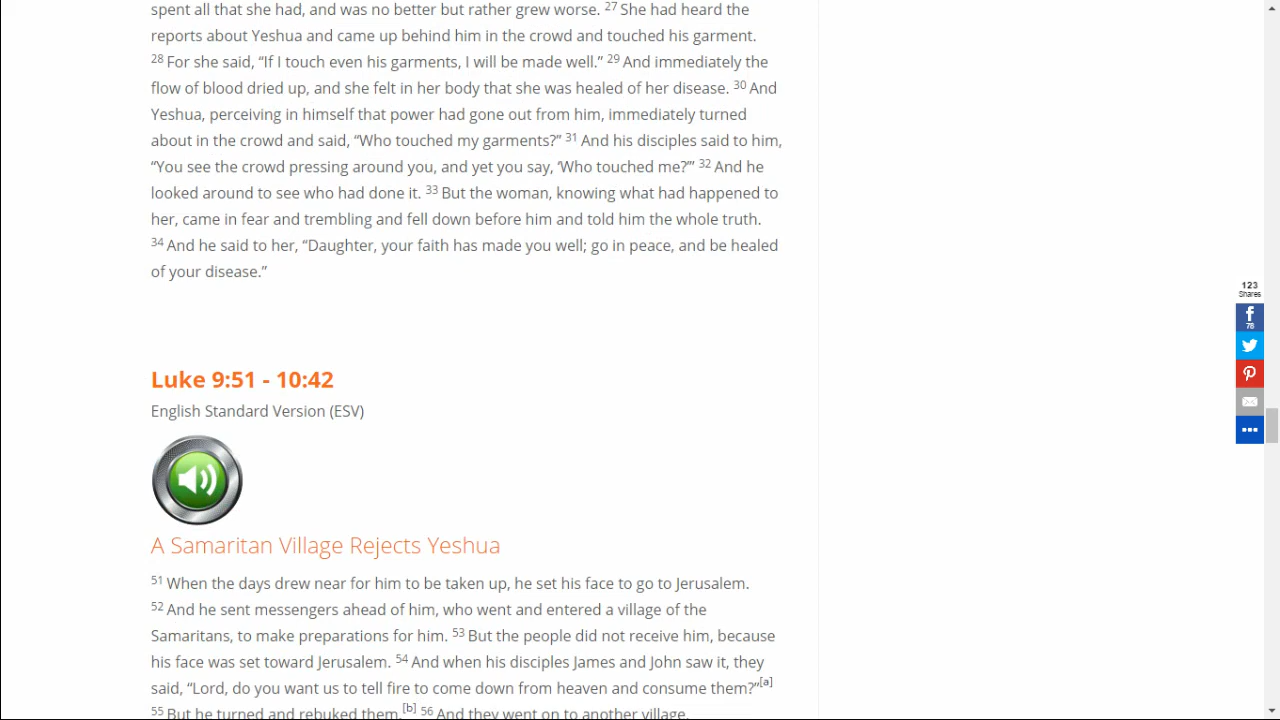 spent all that she had, and was no better but rather grew worse. 27 She had heard the
reports about Yeshua and came up behind him in the crowd and touched his garment.
28 For she said, “If I touch even his garments, I will be made well.” 29 And immediately the
flow of blood dried up, and she felt in her body that she was healed of her disease. 30 And
Yeshua, perceiving in himself that power had gone out from him, immediately turned
about in the crowd and said, “Who touched my garments?” 31 And his disciples said to him,
“You see the crowd pressing around you, and yet you say, ‘Who touched me?’” 32 And he
looked around to see who had done it. 33 But the woman, knowing what had happened to
her, came in fear and trembling and fell down before him and told him the whole truth.
34 And he said to her, “Daughter, your faith has made you well; go in peace, and be healed
of your disease.”
123
Shares
f
78
Luke 9:51 - 10:42
English Standard Version (ESV)
A Samaritan Village Rejects Yeshua
51 When the days drew near for him to be taken up, he set his face to go to Jerusalem.
52 And he sent messengers ahead of him, who went and entered a village of the
Samaritans, to make preparations for him. 53 But the people did not receive him, because
his face was set toward Jerusalem. 54 And when his disciples James and John saw it, they
said, “Lord, do you want us to tell fire to come down from heaven and consume them?”[a]
55 But he turned and rebuked them.[b] 56 And they went on to another village.